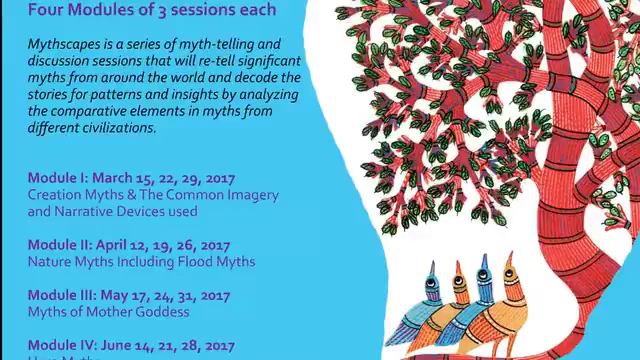 Four Modules of 3 sessions each
Mythscapes is a series of myth-telling and
discussion sessions that will re-tell significant
myths from around the world and decode the
stories for patterns and insights by analyzing
the comparative elements in myths from
different civilizations.
Module I: March 15, 22, 29, 2017
Creation Myths & The Common Imagery
and Narrative Devices used
Module II: April 12, 19, 26, 2017
Nature Myths Including Flood Myths
Module III: May 17, 24, 31, 2017
Myths of Mother Goddess
Module IV: June 14, 21, 28, 2017